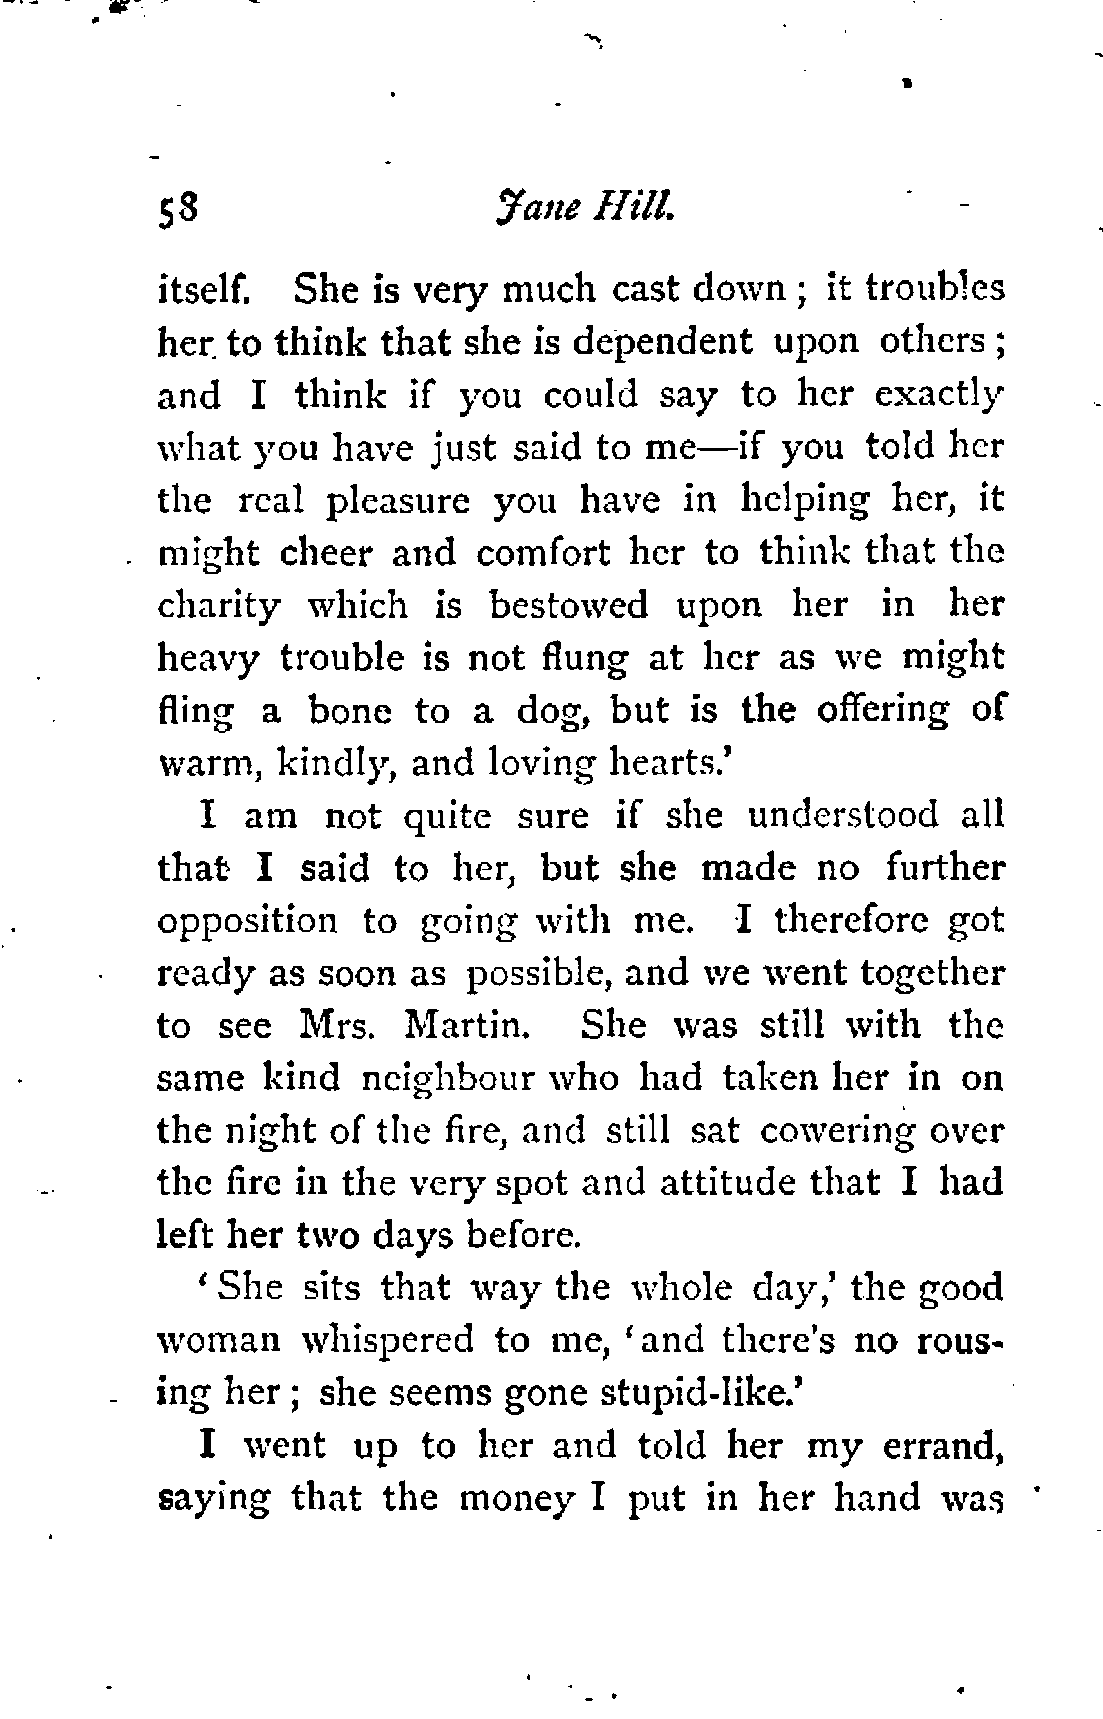 58 Jane Hill.
itself. She is very much cast down ; it troubles
her to think that she is dependent upon others ;
and I think if you could say to her exactly
what you have just said to me—if you told her
the real pleasure you have in helping her, it
might cheer and comfort her to think that the
charity which is bestowed upon her in her
heavy trouble is not flung at her as we might
fling a bone to a dog, but is the offering of
warm, kindly, and loving hearts.’
I am not quite sure if she understood all
that I said to her, but she made no further
opposition to going with me. I therefore got
ready as soon as possible, and we went together
to see Mrs. Martin. She was still with the
same kind neighbour who had taken her in on
the night of the fire, and still sat cowering over
the fire in the very spot and attitude that I had
left her two days before.
‘ She sits that way the whole day,’ the good
woman whispered to me, ‘ and there’s no rous-
ing her ; she seems gone stupid-like.’
I went up to her and told her my errand,
saying that the money I put in her hand was